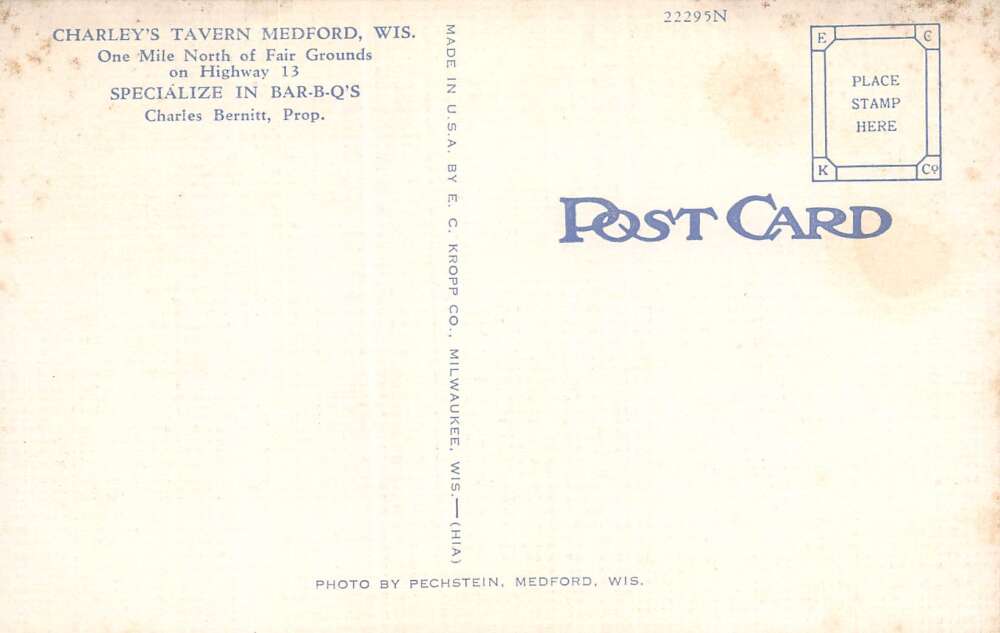 CHARLEY'S TAVERN MEDFORD, WIS.
One Mile North of Fair Grounds
on Highway 13
SPECIALIZE IN BAR-B-Q'S
Charles Bernitt, Prop.
MADE IN U.S.A. BY E. C. KROPP CO., MILWAUKEE, WIS.—(HIA)
22295N
E C
PLACE
STAMP
HERE
K Co
POST CARD
PHOTO BY PECHSTEIN, MEDFORD, WIS.